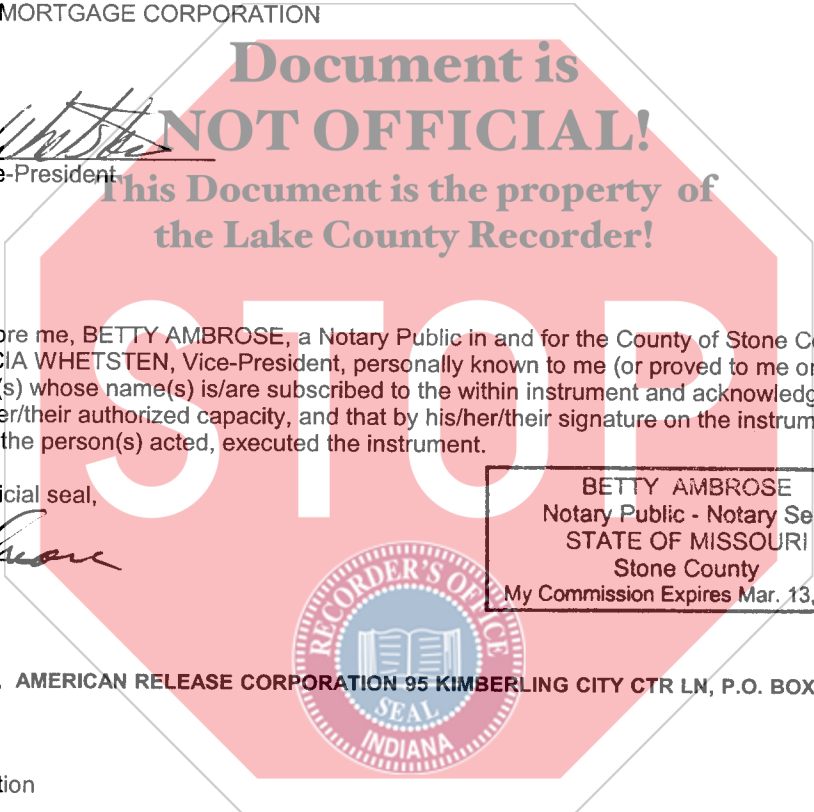 MORTGAGE CORPORATION
Document is
NOT OFFICIAL!
e-President
This Document is the property of
the Lake County Recorder!
STOP
ore me, BETTY AMBROSE, a Notary Public in and for the County of Stone C
CIA WHETSTEN, Vice-President, personally known to me (or proved to me o
(s) whose name(s) is/are subscribed to the within instrument and acknowledg
er/their authorized capacity, and that by his/her/their signature on the instrum
the person(s) acted, executed the instrument.
icial seal,
BETTY AMBROSE
Notary Public - Notary Se
STATE OF MISSOURI
Stone County
My Commission Expires Mar. 13,
RECORDER'S OFFICE
AMERICAN RELEASE CORPORATION 95 KIMBERLING CITY CTR LN, P.O. BOX
SEAL
INDIANA
tion